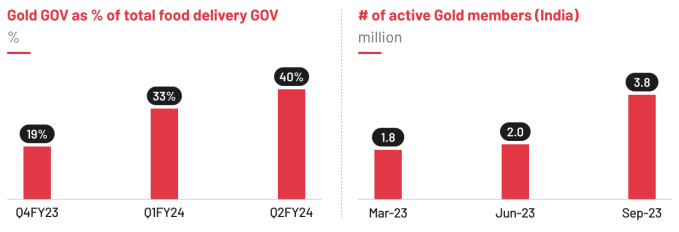 Gold GOV as % of total food delivery GOV
%
19%
33%
40%
Q4FY23
Q1FY24
Q2FY24
# of active Gold members (India)
million
1.8
2.0
3.8
Mar-23
Jun-23
Sep-23